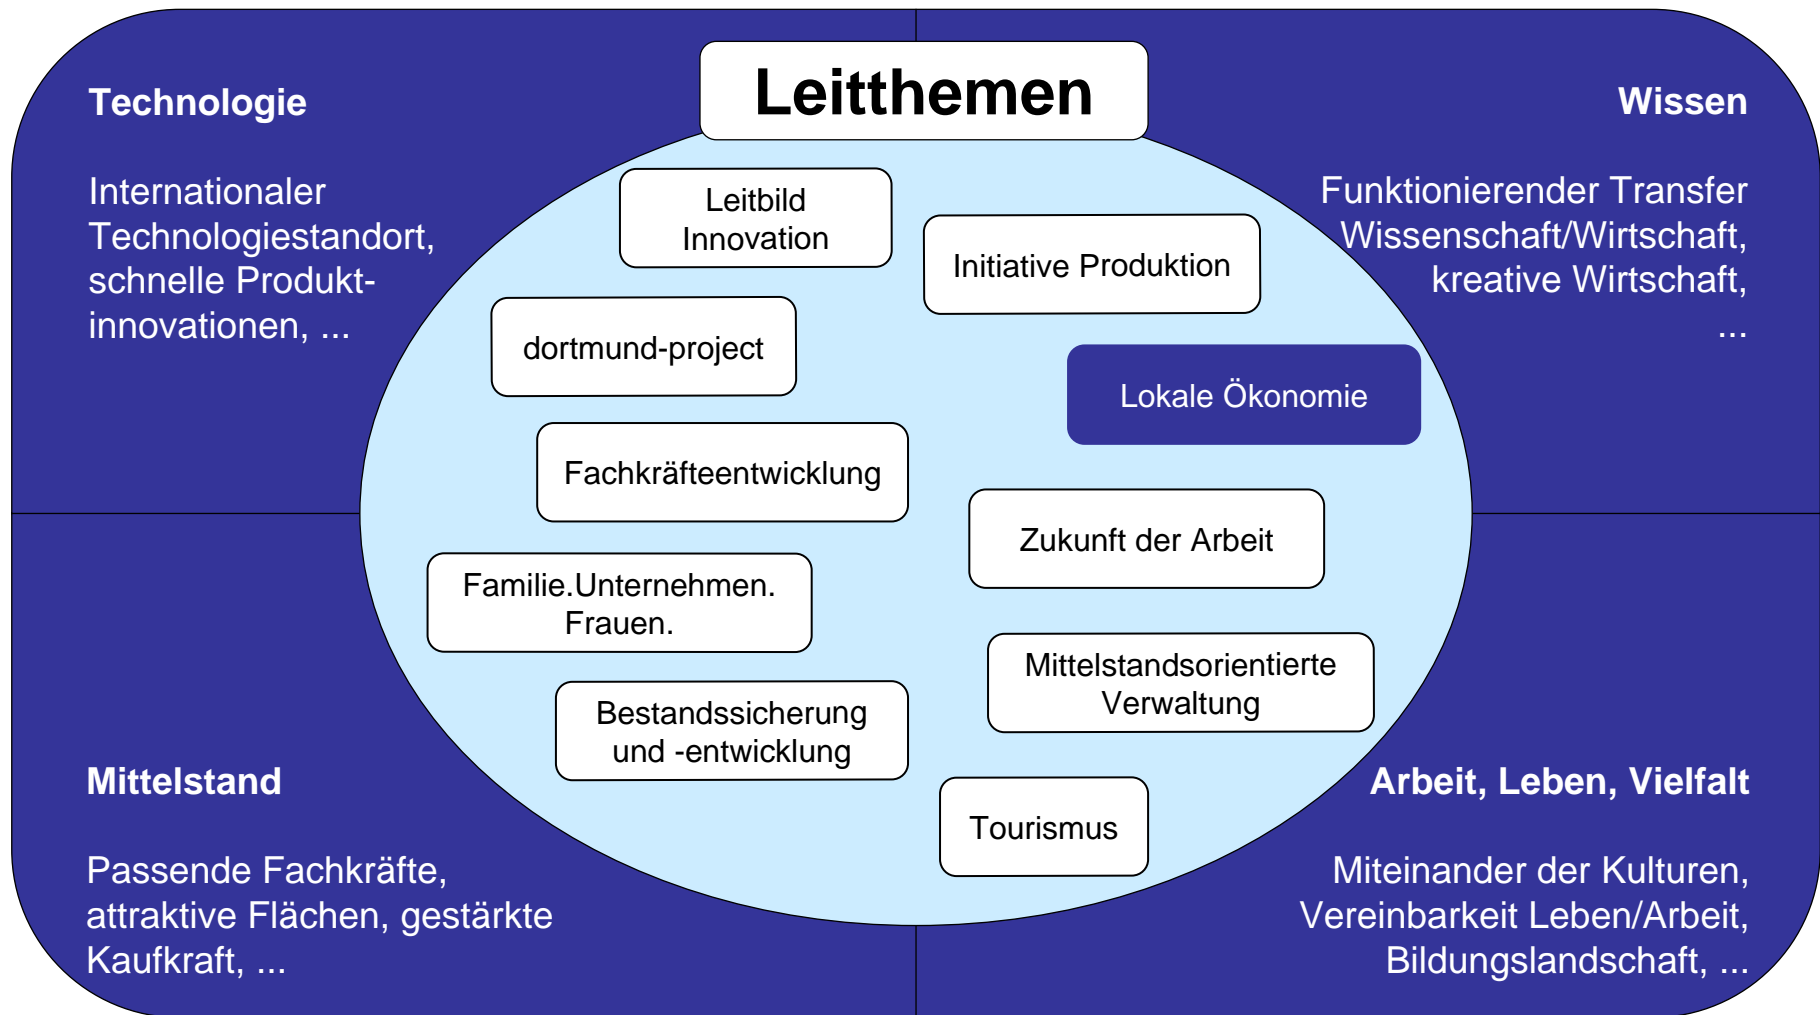 Leitthemen
Technologie
Internationaler
Technologiestandort,
schnelle Produkt-
innovationen, ...
Wissen
Funktionierender Transfer
Wissenschaft/Wirtschaft,
kreative Wirtschaft,
...
Leitbild
Innovation
Initiative Produktion
dortmund-project
Lokale Ökonomie
Fachkräfteentwicklung
Zukunft der Arbeit
Familie.Unternehmen.
Frauen.
Mittelstandsorientierte
Verwaltung
Bestandssicherung
und -entwicklung
Tourismus
Mittelstand
Passende Fachkräfte,
attraktive Flächen, gestärkte
Kaufkraft, ...
Arbeit, Leben, Vielfalt
Miteinander der Kulturen,
Vereinbarkeit Leben/Arbeit,
Bildungslandschaft, ...